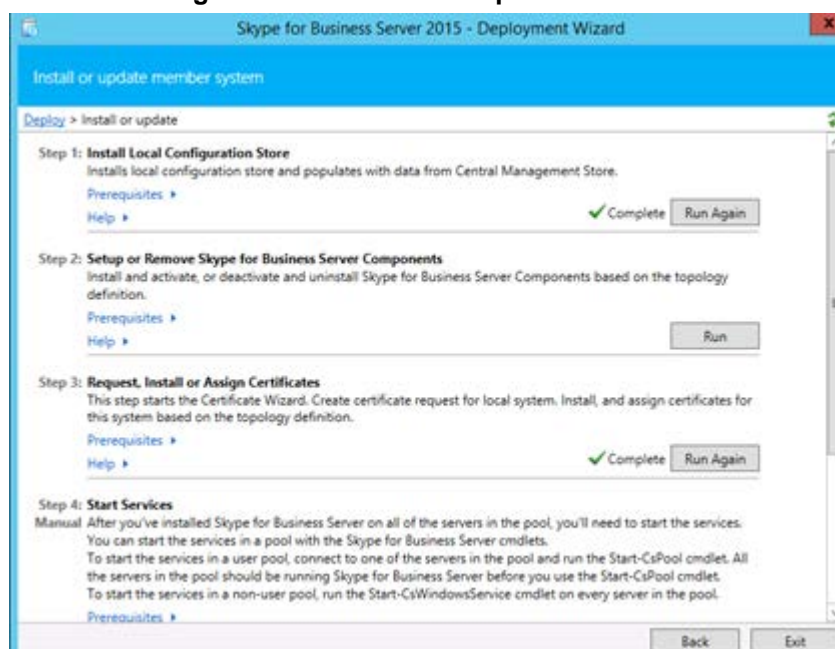 Skype for Business Server 2015 - Deployment Wizard
x
Install or update member system
Deploy > Install or update
Step 1: Install Local Configuration Store
Installs local configuration store and populates with data from Central Management Store.
Prerequisites ▸
Help ▸
✓ Complete Run Again
Step 2: Setup or Remove Skype for Business Server Components
Install and activate, or deactivate and uninstall Skype for Business Server Components based on the topology
definition.
Prerequisites ▸
Help ▸
Run
Step 3: Request, Install or Assign Certificates
This step starts the Certificate Wizard. Create certificate request for local system. Install, and assign certificates for
this system based on the topology definition.
Prerequisites ▸
Help ▸
✓ Complete Run Again
Step 4: Start Services
Manual After you've installed Skype for Business Server on all of the servers in the pool, you'll need to start the services.
You can start the services in a pool with the Skype for Business Server cmdlets.
To start the services in a user pool, connect to one of the servers in the pool and run the Start-CsPool cmdlet. All
the servers in the pool should be running Skype for Business Server before you use the Start-CsPool cmdlet.
To start the services in a non-user pool, run the Start-CsWindowsService cmdlet on every server in the pool.
Prerequisites ▸
Back Exit